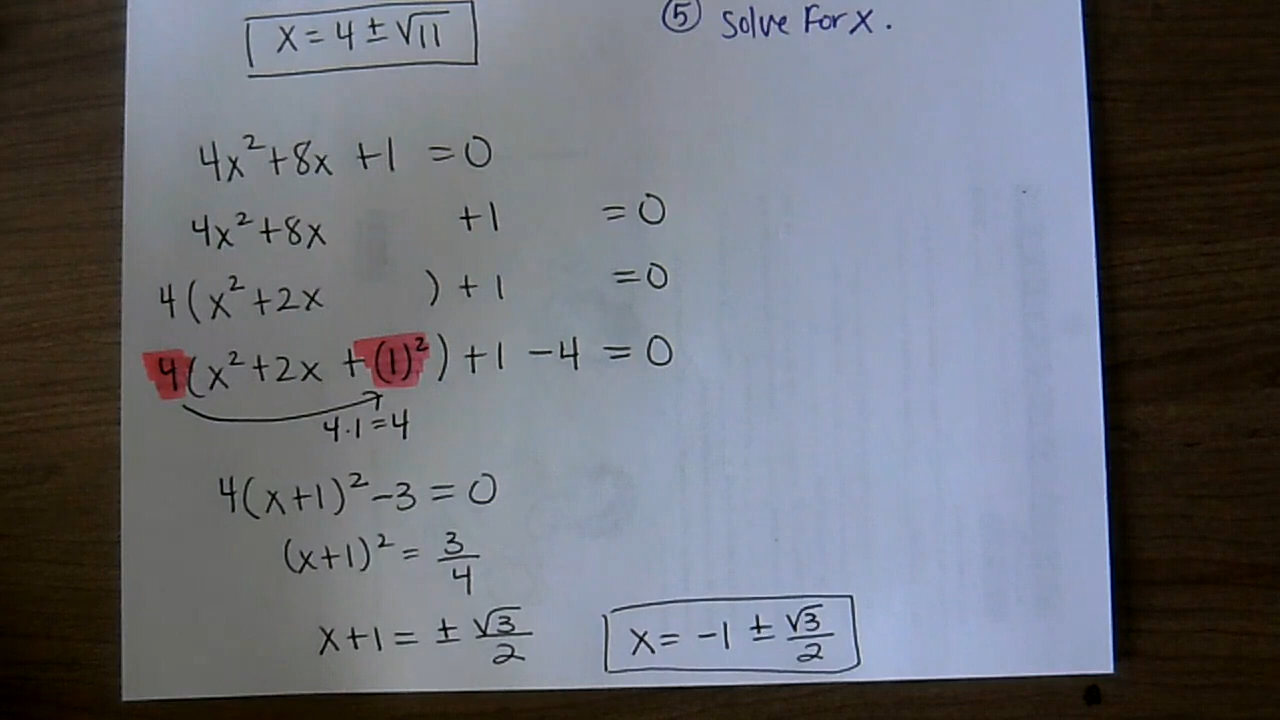 x = 4 ± √11
⑤ Solve For x.
4x² + 8x + 1 = 0
4x² + 8x + 1 = 0
4(x² + 2x ) + 1 = 0
4(x² + 2x + (1)²) + 1 - 4 = 0
4·1 = 4
4(x+1)² - 3 = 0
(x+1)² = 3/4
x + 1 = ± √3/2
x = -1 ± √3/2